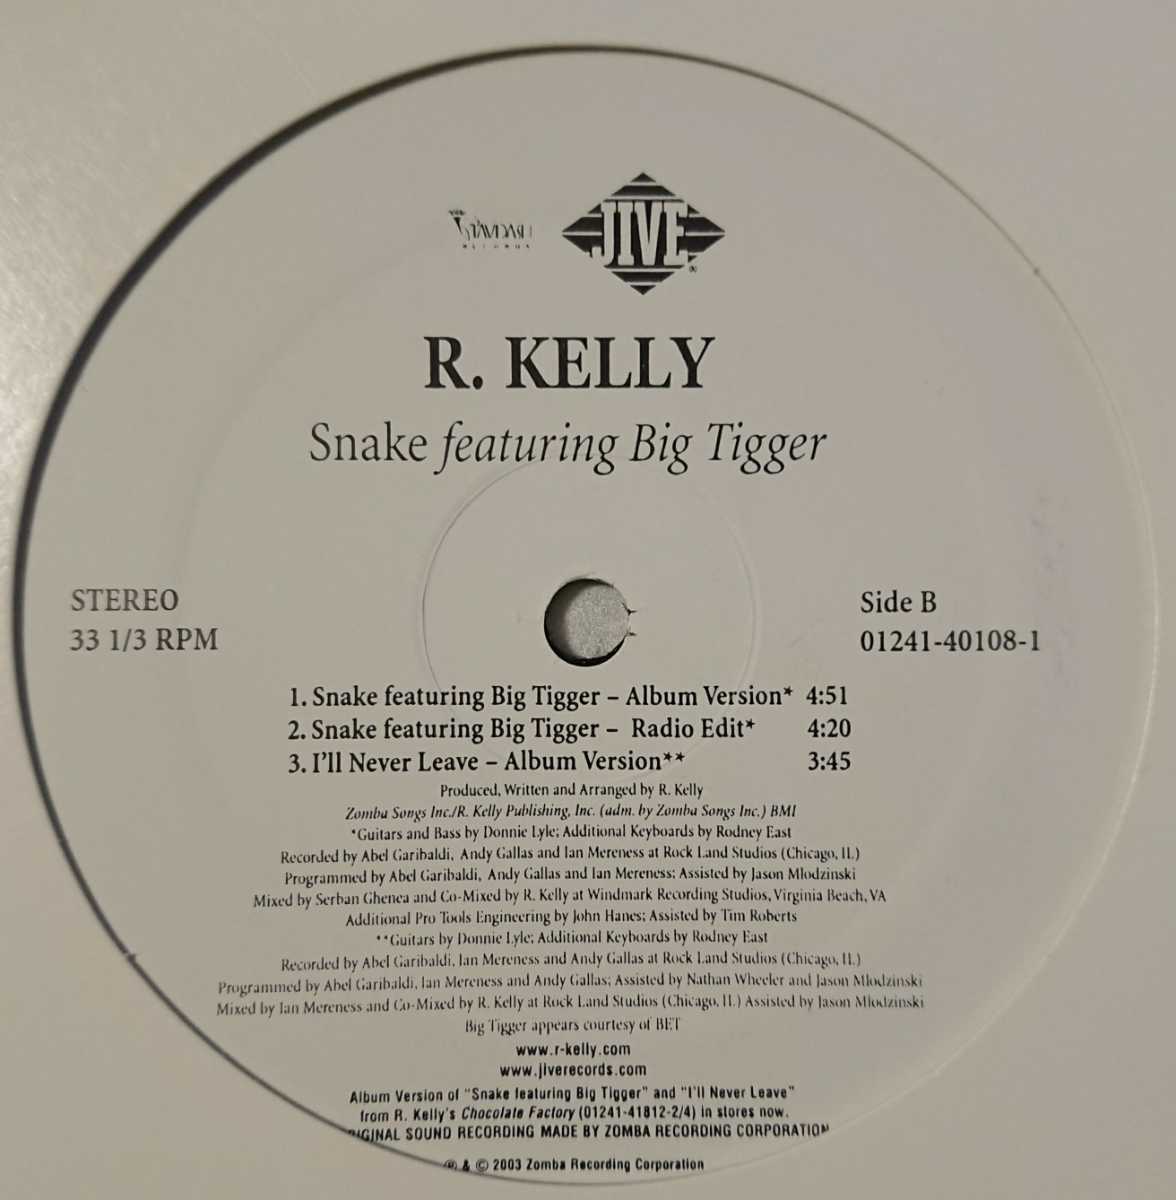 JIVE
R. KELLY
Snake featuring Big Tigger
STEREO
33 1/3 RPM
Side B
01241-40108-1
1. Snake featuring Big Tigger – Album Version* 4:51
2. Snake featuring Big Tigger – Radio Edit* 4:20
3. I'll Never Leave – Album Version** 3:45
Produced, Written and Arranged by R. Kelly
Zomba Songs Inc./R. Kelly Publishing, Inc. (adm. by Zomba Songs Inc.) BMI
*Guitars and Bass by Donnie Lyle; Additional Keyboards by Rodney East
Recorded by Abel Garibaldi, Andy Gallas and Ian Mereness at Rock Land Studios (Chicago, IL)
Programmed by Abel Garibaldi, Andy Gallas and Ian Mereness; Assisted by Jason Mlodzinski
Mixed by Serban Ghenea and Co-Mixed by R. Kelly at Windmark Recording Studios, Virginia Beach, VA
Additional Pro Tools Engineering by John Hanes; Assisted by Tim Roberts
**Guitars by Donnie Lyle; Additional Keyboards by Rodney East
Recorded by Abel Garibaldi, Ian Mereness and Andy Gallas at Rock Land Studios (Chicago, IL)
Programmed by Abel Garibaldi, Ian Mereness and Andy Gallas; Assisted by Nathan Wheeler and Jason Mlodzinski
Mixed by Ian Mereness and Co-Mixed by R. Kelly at Rock Land Studios (Chicago, IL) Assisted by Jason Mlodzinski
Big Tigger appears courtesy of BET
www.r-kelly.com
www.jiverecords.com
Album Version of "Snake featuring Big Tigger" and "I'll Never Leave"
from R. Kelly's Chocolate Factory (01241-41812-2/4) in stores now.
SOUND RECORDING MADE BY ZOMBA RECORDING CORPORATION
℗ & © 2003 Zomba Recording Corporation